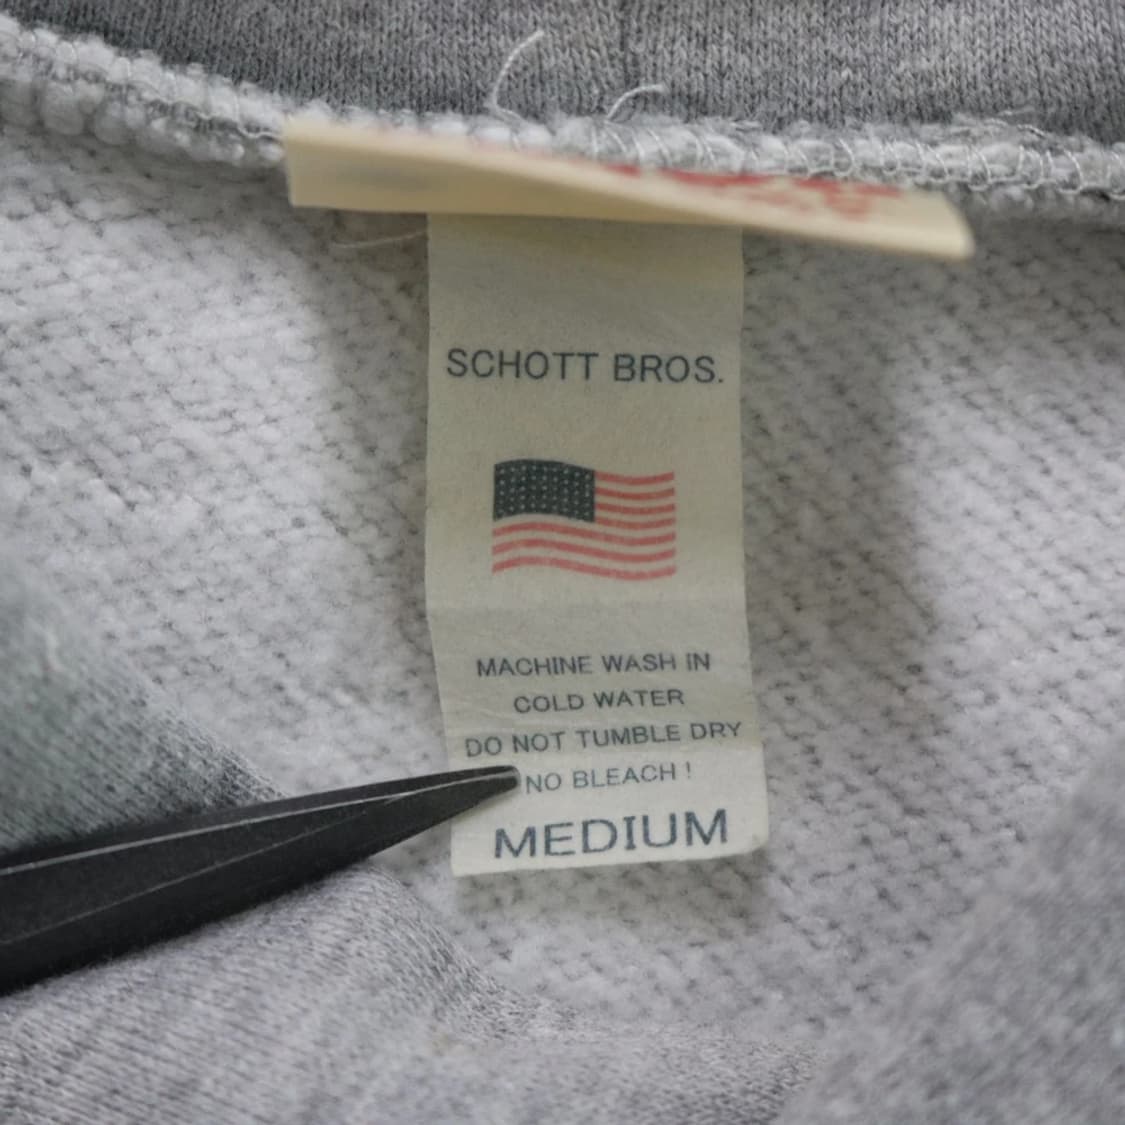 SCHOTT BROS.
MACHINE WASH IN
COLD WATER
DO NOT TUMBLE DRY
NO BLEACH !
MEDIUM